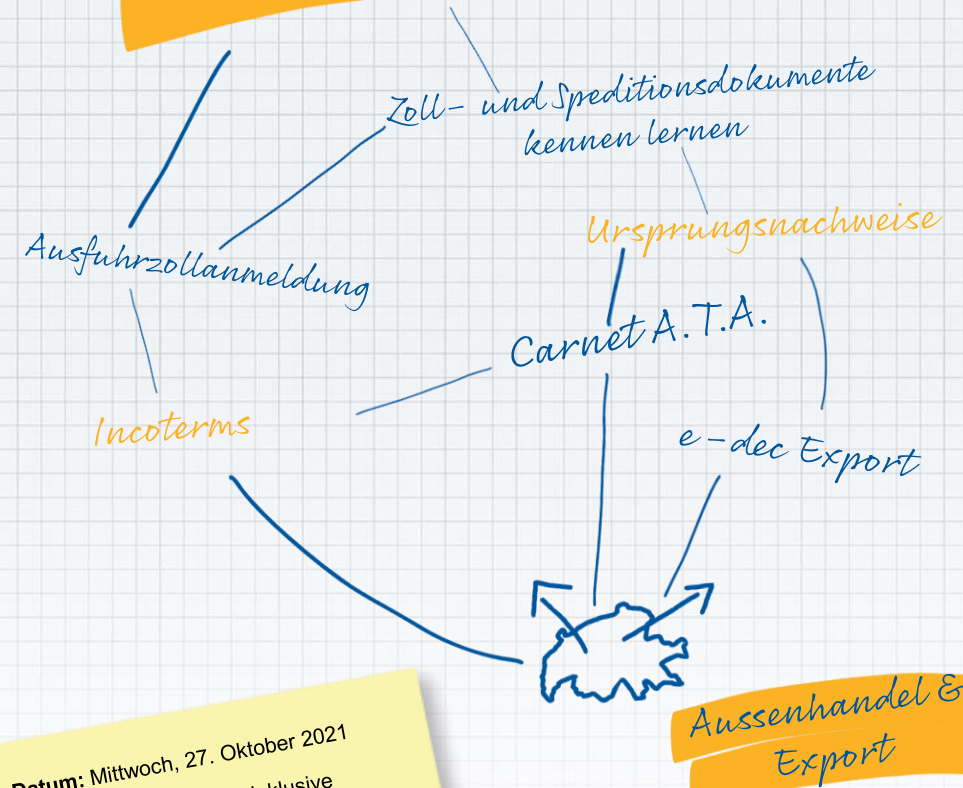 Zoll- und Speditionsdokumente
kennen lernen
Ursprungsnachweise
Ausfuhrzollanmeldung
Carnet A.T.A.
Incoterms
e-dec Export
Aussenhandel &
Export
Datum: Mittwoch, 27. Oktober 2021